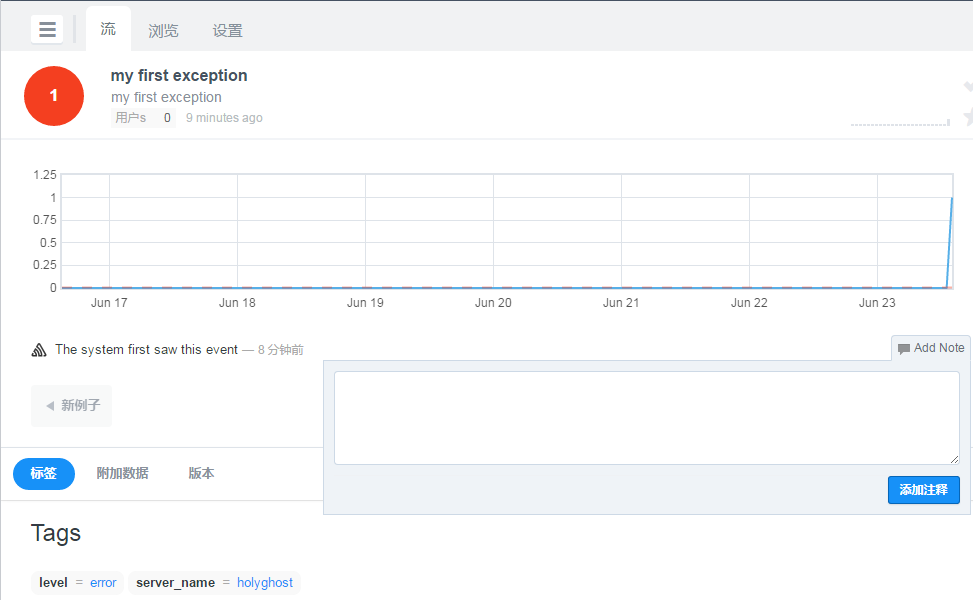 流 浏览 设置
1
my first exception
my first exception
用户s 0 9 minutes ago
1.25
1
0.75
0.5
0.25
0
Jun 17 Jun 18 Jun 19 Jun 20 Jun 21 Jun 22 Jun 23
The system first saw this event — 8 分钟前
Add Note
新例子
添加注释
标签 附加数据 版本
Tags
level = error server_name = holyghost